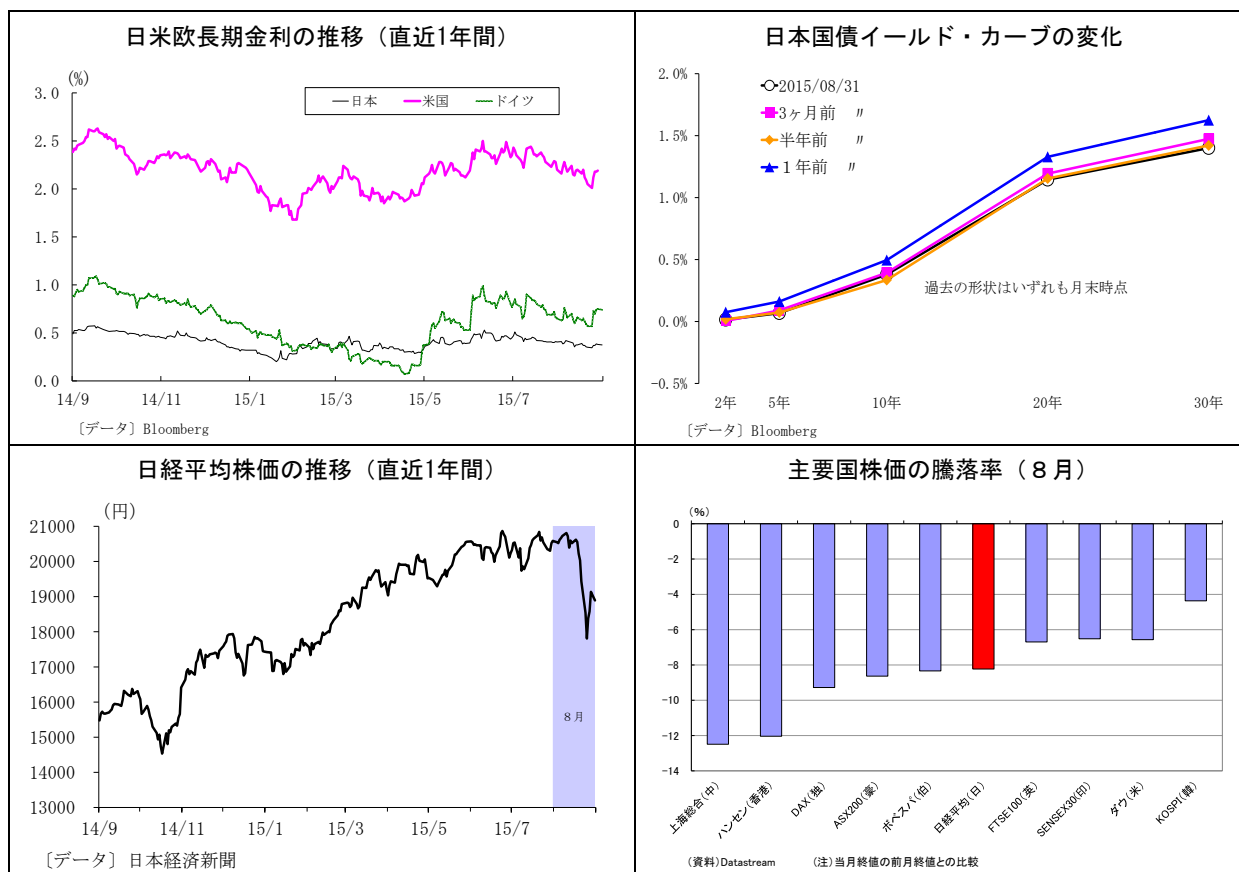 日米欧長期金利の推移（直近1年間）
(%)
日本 米国 ドイツ
3.0
2.5
2.0
1.5
1.0
0.5
0.0
14/9 14/11 15/1 15/3 15/5 15/7
〔データ〕Bloomberg
日本国債イールド・カーブの変化
2.0%
1.5%
1.0%
0.5%
0.0%
-0.5%
2015/08/31
3ヶ月前 〃
半年前 〃
１年前 〃
過去の形状はいずれも月末時点
2年 5年 10年 20年 30年
〔データ〕Bloomberg
日経平均株価の推移（直近1年間）
（円）
21000
20000
19000
18000
17000
16000
15000
14000
13000
８月
14/9 14/11 15/1 15/3 15/5 15/7
〔データ〕日本経済新聞
主要国株価の騰落率（８月）
(%)
0
-2
-4
-6
-8
-10
-12
-14
上海総合(中)
ハンセン(香港)
DAX(独)
ASX200(豪)
ボベスパ(伯)
日経平均(日)
FTSE100(英)
SENSEX30(印)
ダウ(米)
KOSPI(韓)
(資料)Datastream (注)当月終値の前月終値との比較